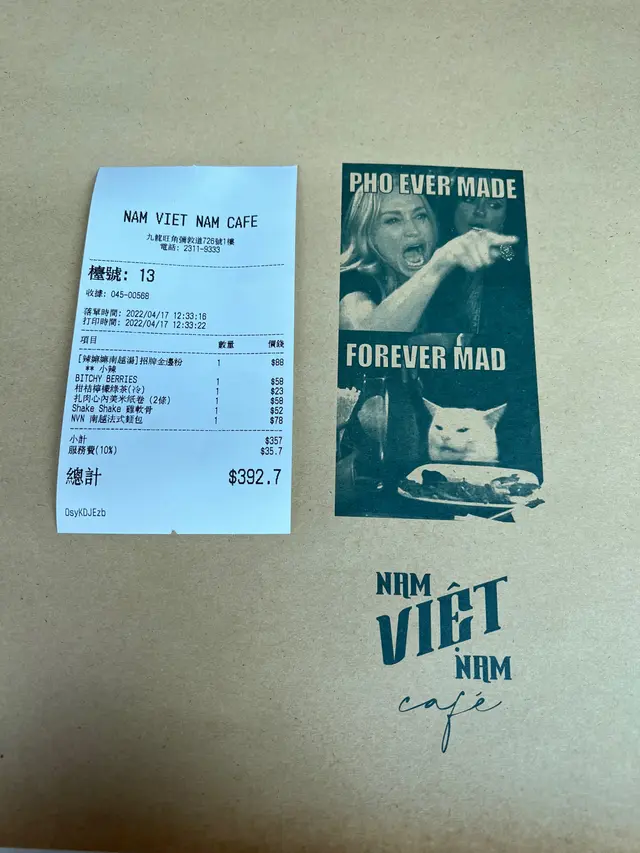 NAM VIET NAM CAFE
九龍旺角彌敦道726號1樓
電話: 2311-9333
檯號: 13
收據: 045-00568
落單時間: 2022/04/17 12:33:16
打印時間: 2022/04/17 12:33:22
項目 數量 價錢
[辣嫲嫲南越湯]招牌金邊粉 1 $88
** 小辣
BITCHY BERRIES 1 $58
柑桔檸檬綠茶(冷) 1 $23
扎肉心內美米紙卷 (2條) 1 $58
Shake Shake 雞軟骨 1 $52
NVN 南越法式麵包 1 $78
小計 $357
服務費(10%) $35.7
總計 $392.7
DsyKDJEzb
PHO EVER MADE
FOREVER MAD
NAM
VIỆT
NAM
café